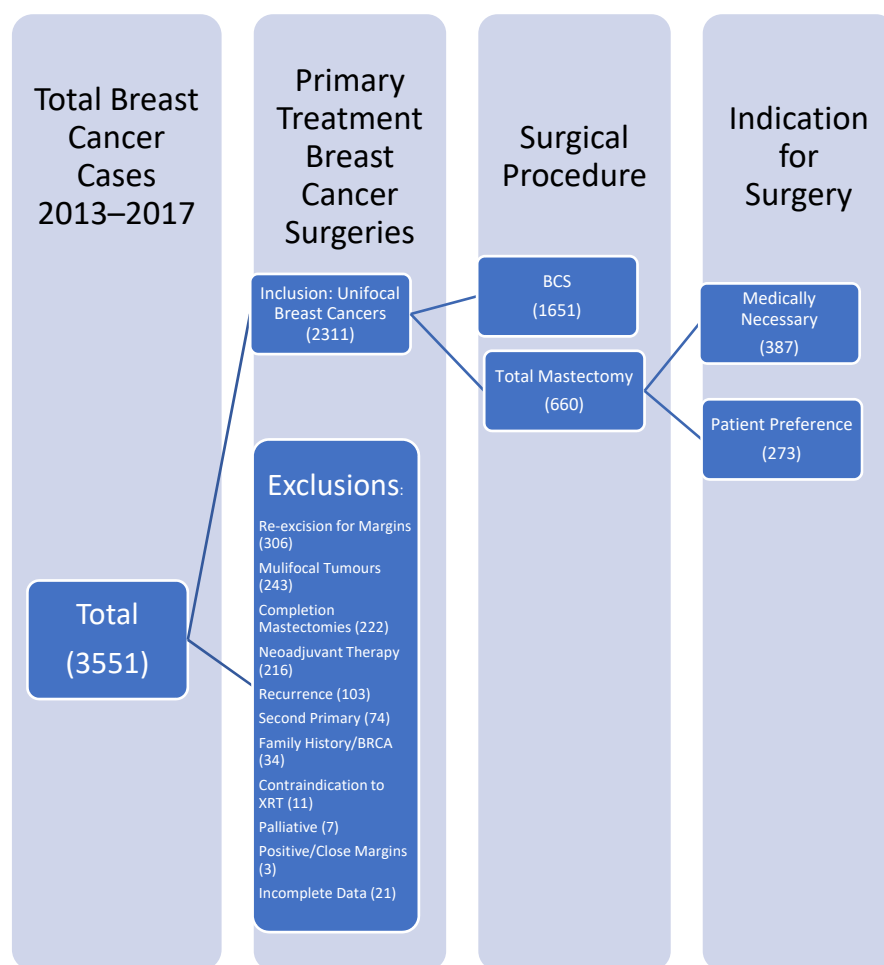 Total Breast
Cancer
Cases
2013–2017
Total
(3551)
Primary
Treatment
Breast
Cancer
Surgeries
Inclusion: Unifocal
Breast Cancers
(2311)
Exclusions:
Re-excision for Margins
(306)
Mulifocal Tumours
(243)
Completion
Mastectomies (222)
Neoadjuvant Therapy
(216)
Recurrence (103)
Second Primary (74)
Family History/BRCA
(34)
Contraindication to
XRT (11)
Palliative (7)
Positive/Close Margins
(3)
Incomplete Data (21)
Surgical
Procedure
BCS
(1651)
Total Mastectomy
(660)
Indication
for
Surgery
Medically
Necessary
(387)
Patient Preference
(273)